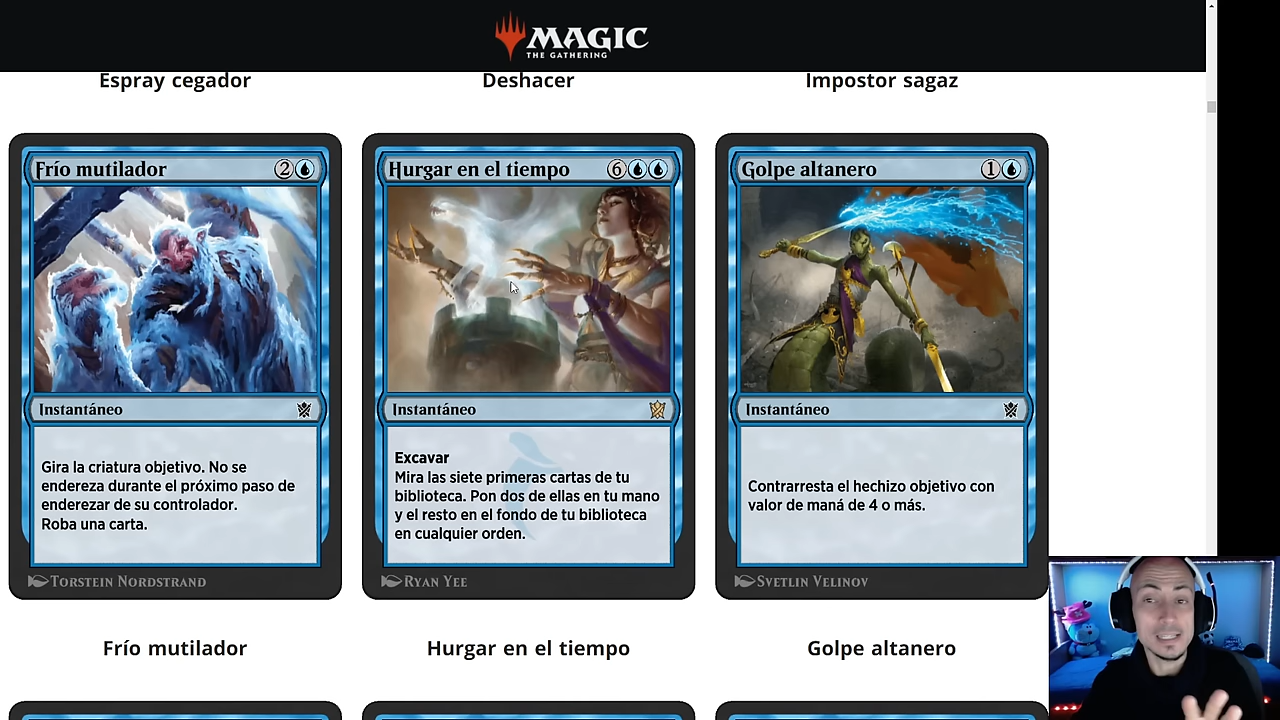 MAGIC
THE GATHERING
Espray cegador
Deshacer
Impostor sagaz
Frío mutilador
2
Instantáneo
Gira la criatura objetivo. No se
endereza durante el próximo paso de
enderezar de su controlador.
Roba una carta.
Torstein Nordstrand
Hurgar en el tiempo
6
Instantáneo
Excavar
Mira las siete primeras cartas de tu
biblioteca. Pon dos de ellas en tu mano
y el resto en el fondo de tu biblioteca
en cualquier orden.
Ryan Yee
Golpe altanero
1
Instantáneo
Contrarresta el hechizo objetivo con
valor de maná de 4 o más.
Svetlin Velinov
Frío mutilador
Hurgar en el tiempo
Golpe altanero